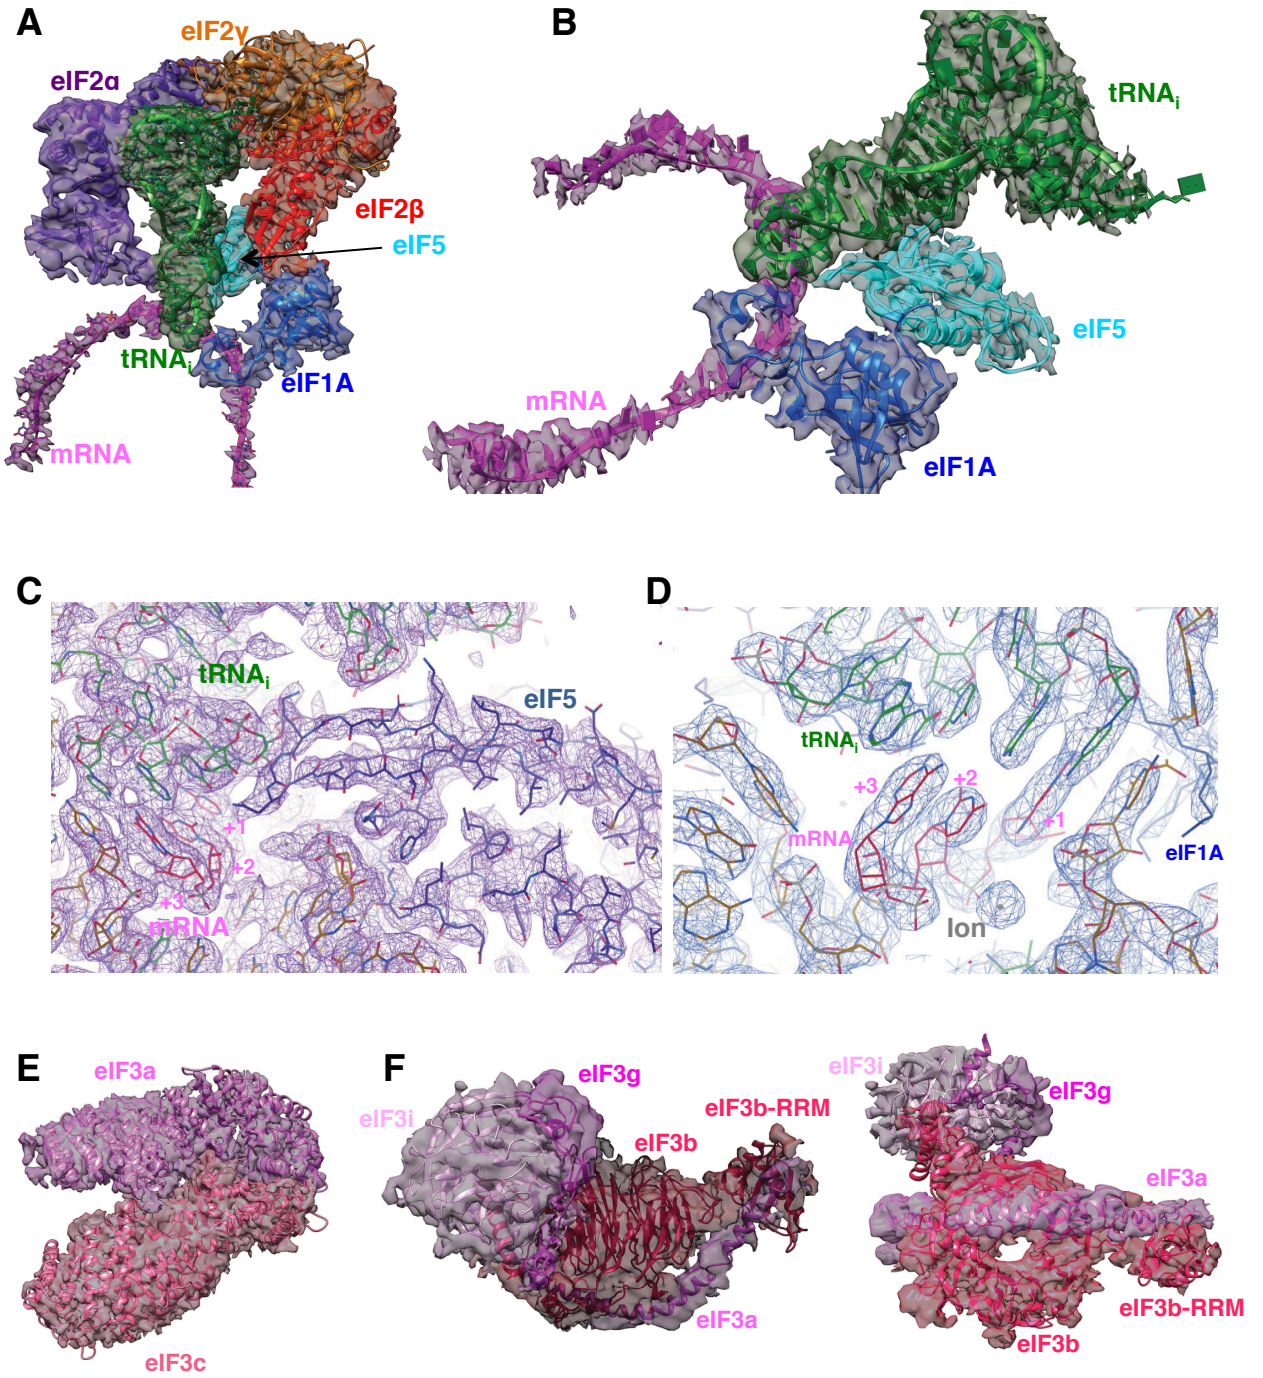 A
eIF2γ
eIF2α
eIF2β
eIF5
tRNAi
eIF1A
mRNA
B
tRNAi
eIF5
mRNA
eIF1A
C
tRNAi
eIF5
+1
+2
+3
mRNA
D
tRNAi
+3
+2
mRNA
+1
eIF1A
Ion
E
eIF3a
eIF3c
F
eIF3g
eIF3i
eIF3b-RRM
eIF3b
eIF3a
eIF3i
eIF3g
eIF3a
eIF3b-RRM
eIF3b